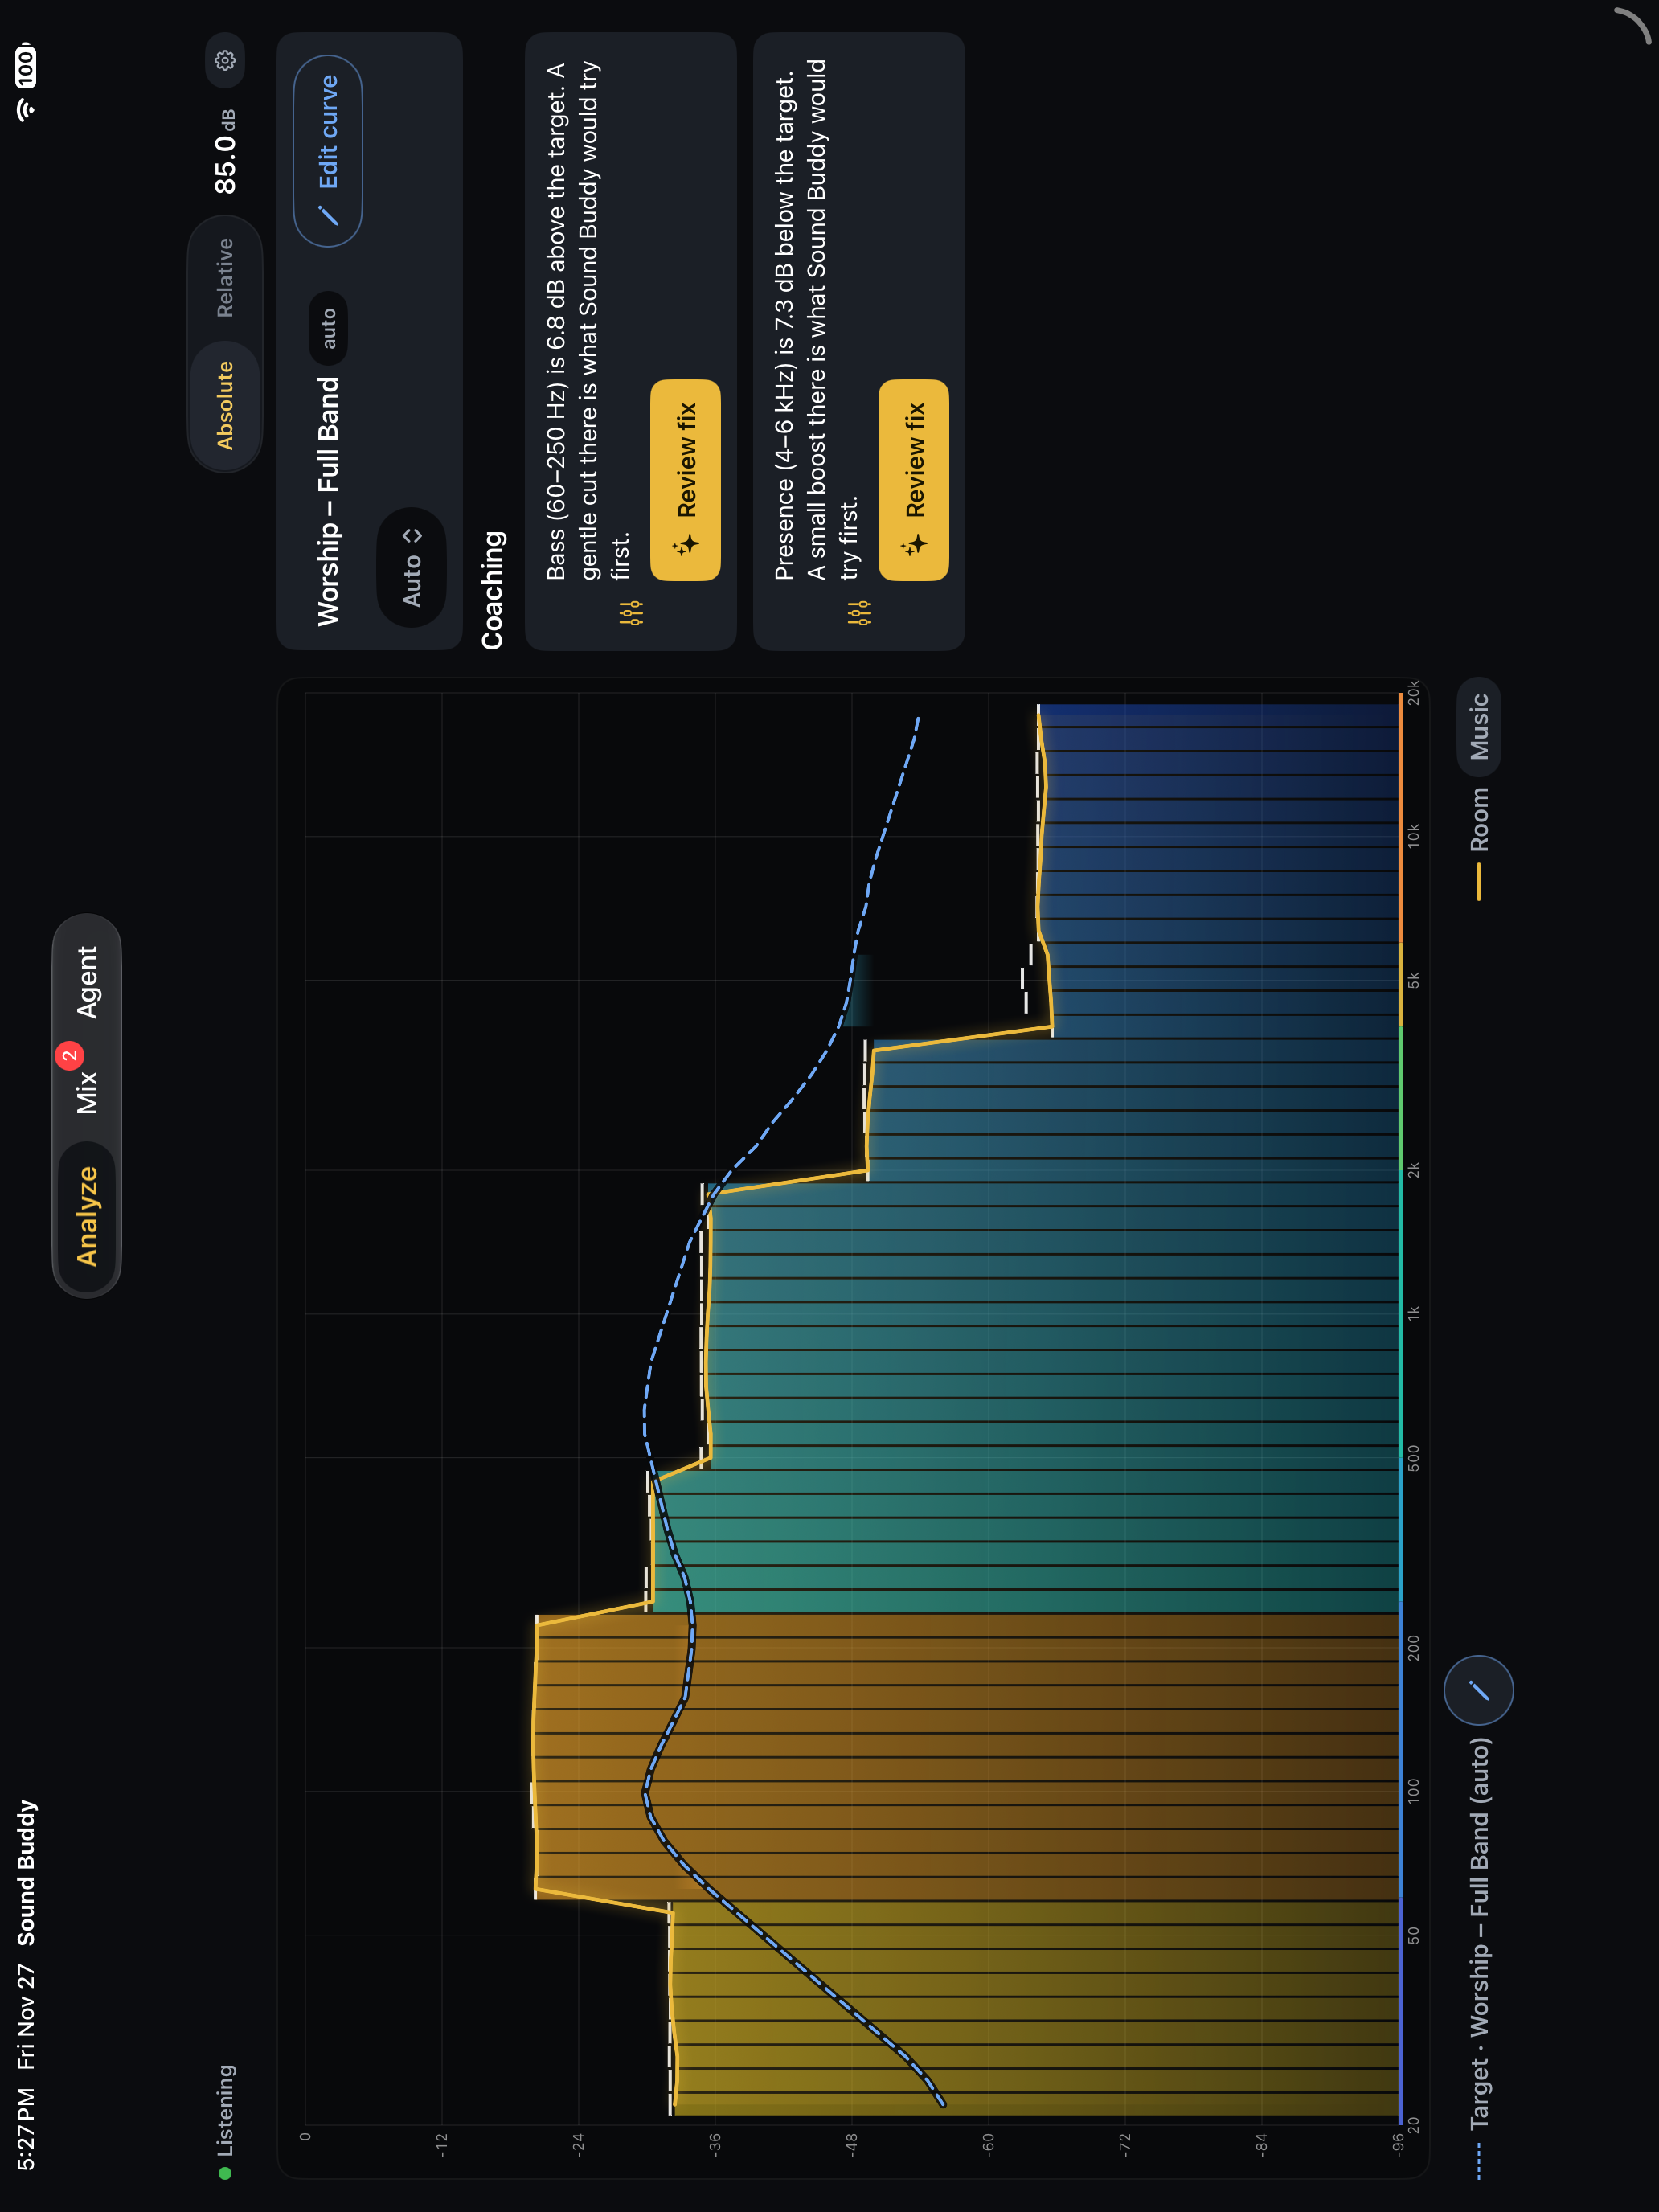 5:27 PM Fri Nov 27 Sound Buddy
100
Analyze Mix 2 Agent
Listening
Absolute Relative 85.0 dB
0
-12
-24
-36
-48
-60
-72
-84
-96
20 50 100 200 500 1k 2k 5k 10k 20k
Target · Worship – Full Band (auto)
Room Music
Worship – Full Band auto Edit curve
Auto
Coaching
Bass (60–250 Hz) is 6.8 dB above the target. A
gentle cut there is what Sound Buddy would try
first.
Review fix
Presence (4–6 kHz) is 7.3 dB below the target.
A small boost there is what Sound Buddy would
try first.
Review fix